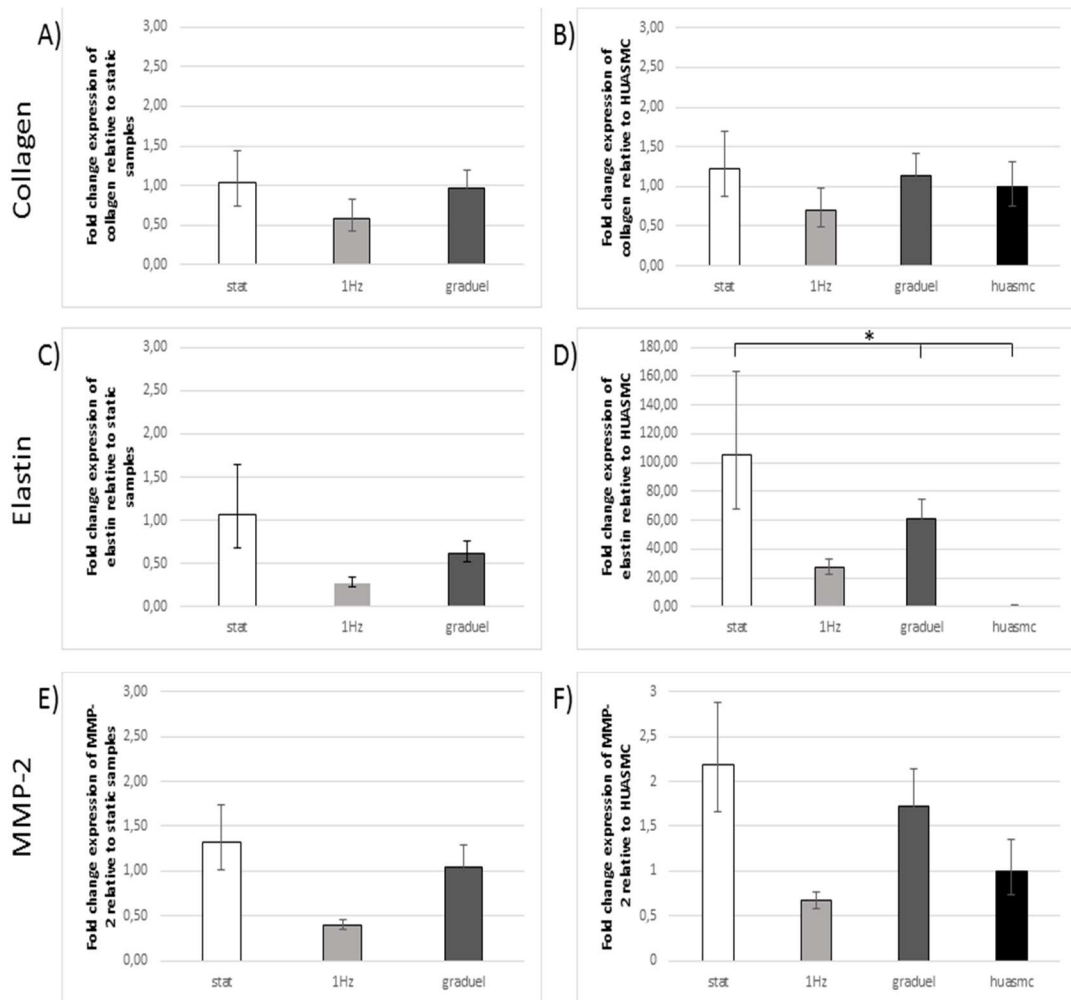 Collagen
A)
Fold change expression of
collagen relative to static
samples
3,00
2,50
2,00
1,50
1,00
0,50
0,00
stat 1Hz graduel
B)
Fold change expression of
collagen relative to HUASMC
3,00
2,50
2,00
1,50
1,00
0,50
0,00
stat 1Hz graduel huasmc
Elastin
C)
Fold change expression of
elastin relative to static
samples
3,00
2,50
2,00
1,50
1,00
0,50
0,00
stat 1Hz graduel
D)
Fold change expression of
elastin relative to HUASMC
*
180,00
160,00
140,00
120,00
100,00
80,00
60,00
40,00
20,00
0,00
stat 1Hz graduel huasmc
MMP-2
E)
Fold change expression of MMP-
2 relative to static samples
3,00
2,50
2,00
1,50
1,00
0,50
0,00
stat 1Hz graduel
F)
Fold change expression of MMP-
2 relative to HUASMC
3
2,5
2
1,5
1
0,5
0
stat 1Hz graduel huasmc